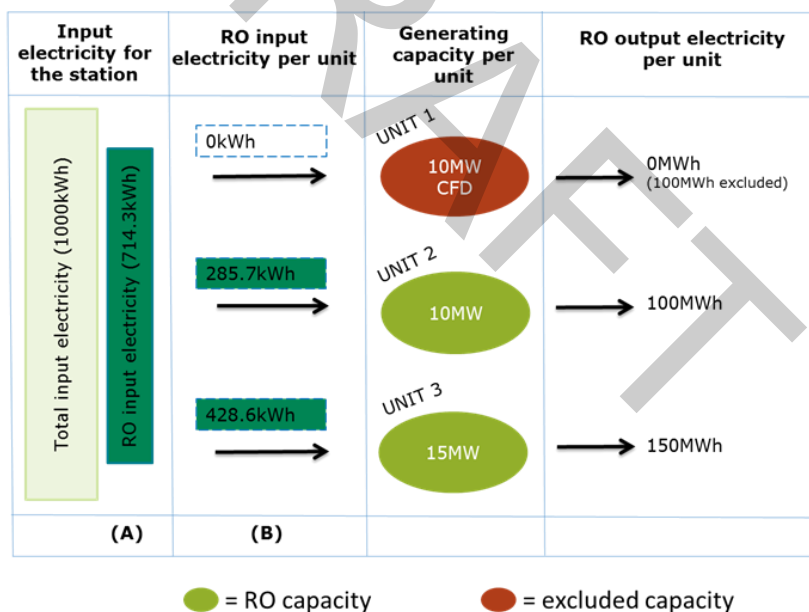 Input
electricity for
the station
RO input
electricity per unit
Generating
capacity per
unit
RO output electricity
per unit
Total input electricity (1000kWh)
RO input electricity (714.3kWh)
0kWh
UNIT 1
10MW
CFD
0MWh
(100MWh excluded)
285.7kWh
UNIT 2
10MW
100MWh
428.6kWh
UNIT 3
15MW
150MWh
(A)
(B)
= RO capacity
= excluded capacity
DRAFT